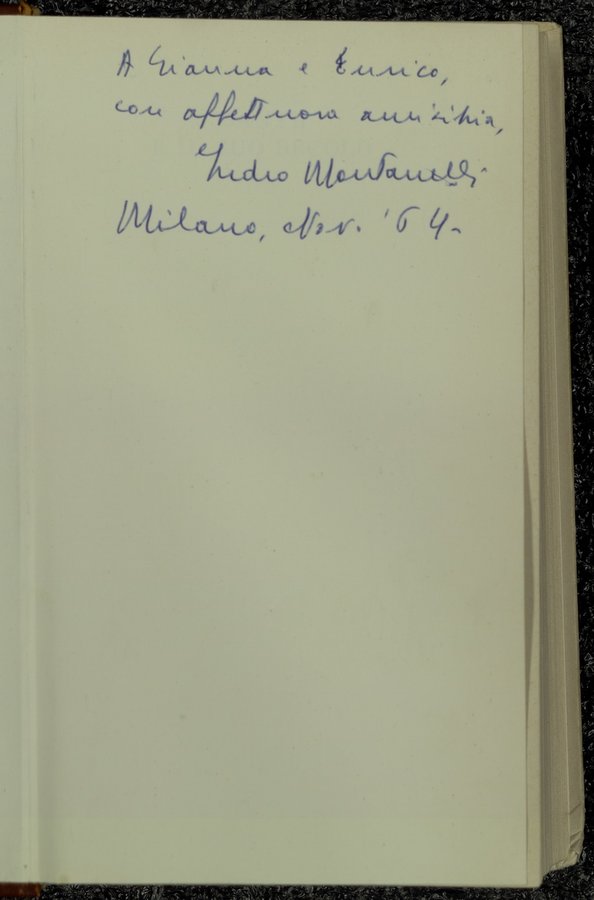 A Gianna e Enrico,
con affettuosa amicizia,
Indro Montanelli
Milano, Nov. '64-